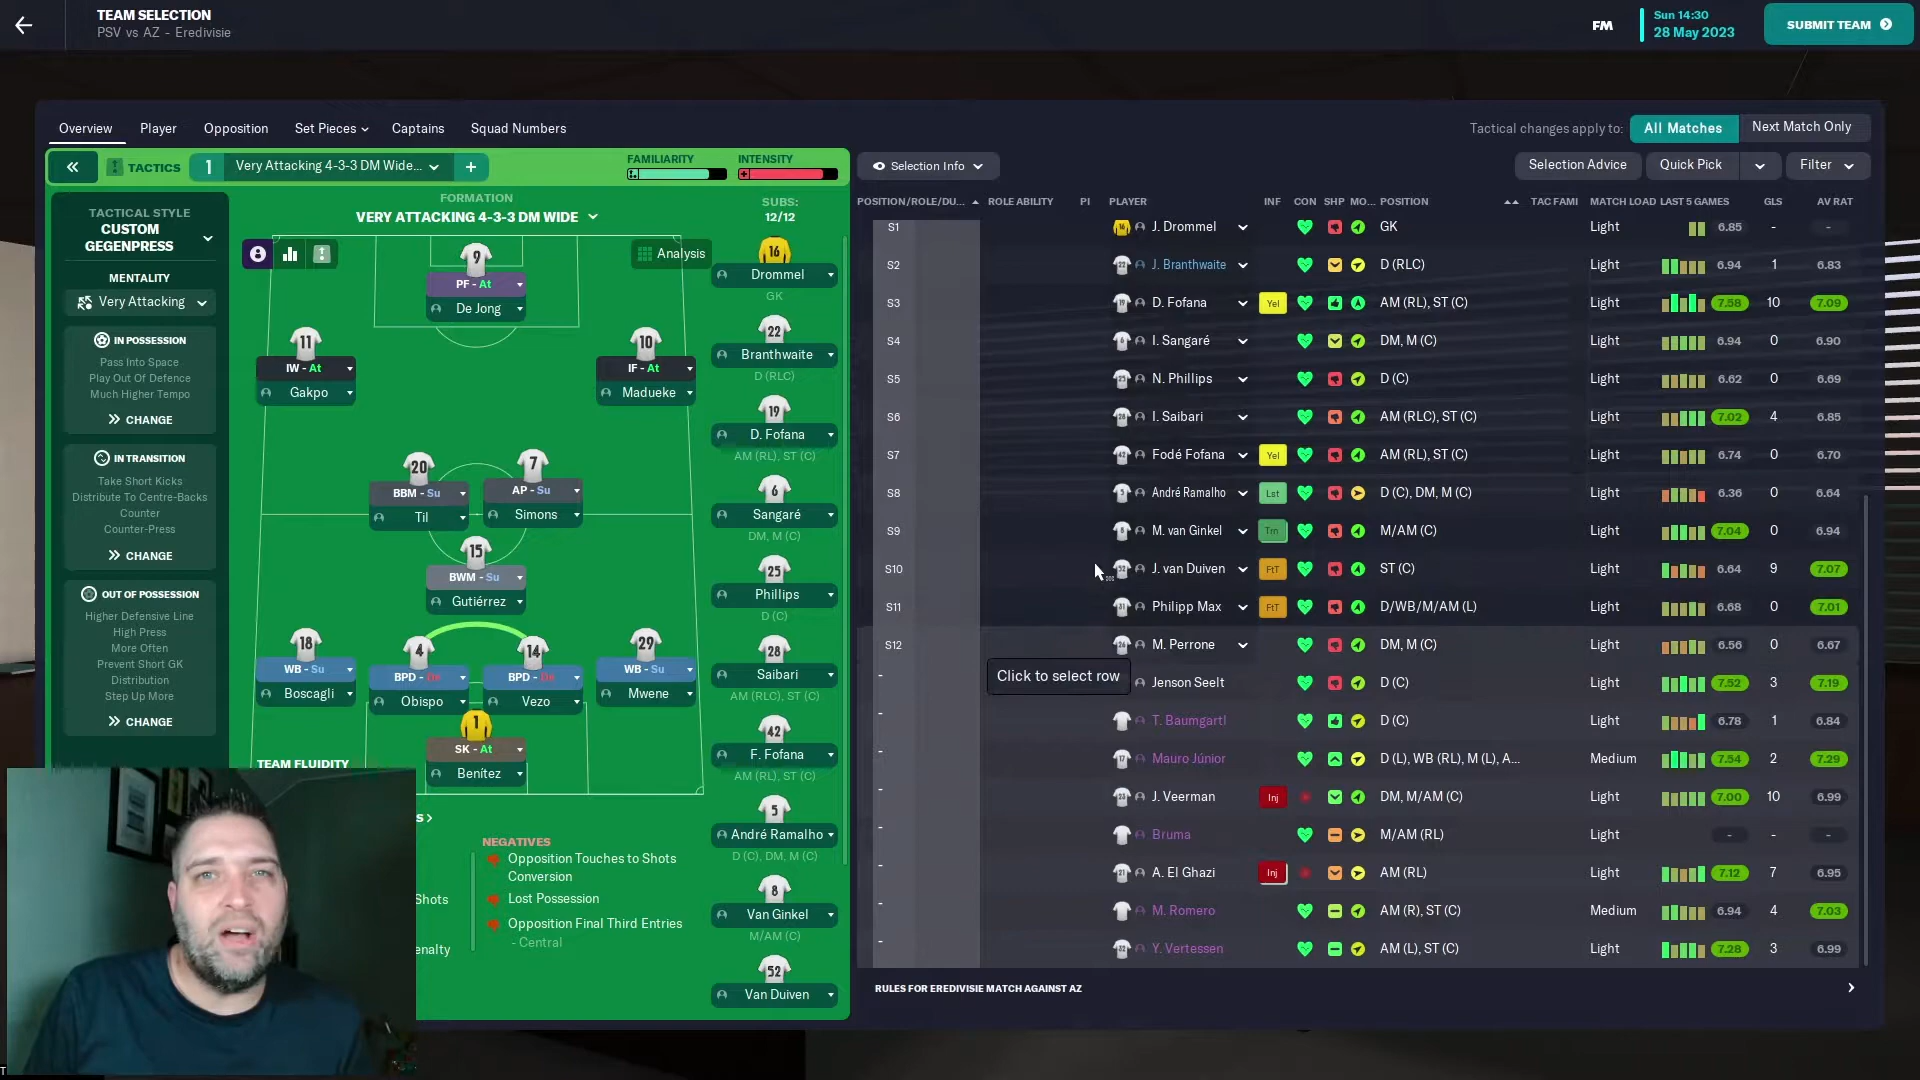 TEAM SELECTION
PSV vs AZ - Eredivisie
FM
Sun 14:30
28 May 2023
SUBMIT TEAM
Overview Player Opposition Set Pieces Captains Squad Numbers
Tactical changes apply to: All Matches Next Match Only
TACTICS 1 Very Attacking 4-3-3 DM Wide... +
FAMILIARITY INTENSITY
Selection Info
Selection Advice Quick Pick Filter
TACTICAL STYLE
CUSTOM
GEGENPRESS
MENTALITY
Very Attacking
IN POSSESSION
Pass Into Space
Play Out Of Defence
Much Higher Tempo
CHANGE
IN TRANSITION
Take Short Kicks
Distribute To Centre-Backs
Counter
Counter-Press
CHANGE
OUT OF POSSESSION
Higher Defensive Line
High Press
More Often
Prevent Short GK
Distribution
Step Up More
CHANGE
FORMATION
VERY ATTACKING 4-3-3 DM WIDE
Analysis
9
PF - At
De Jong
11
IW - At
Gakpo
10
IF - At
Madueke
20
BBM - Su
Til
7
AP - Su
Simons
15
BWM - Su
Gutiérrez
18
WB - Su
Boscagli
4
BPD - De
Obispo
14
BPD - De
Vezo
29
WB - Su
Mwene
1
SK - At
Benítez
TEAM FLUIDITY
NEGATIVES
Opposition Touches to Shots
Conversion
Lost Possession
Opposition Final Third Entries
- Central
Shots
enalty
SUBS:
12/12
16
Drommel
GK
22
Branthwaite
D (RLC)
19
D. Fofana
AM (RL), ST (C)
6
Sangaré
DM, M (C)
25
Phillips
D (C)
28
Saibari
AM (RLC), ST (C)
42
F. Fofana
AM (RL), ST (C)
5
André Ramalho
D (C), DM, M (C)
8
Van Ginkel
M/AM (C)
52
Van Duiven
POSITION/ROLE/DU... ROLE ABILITY PI PLAYER INF CON SHP MO... POSITION TAC FAMI MATCH LOAD LAST 5 GAMES GLS AV RAT
S1 J. Drommel GK Light 6.85 - -
S2 J. Branthwaite D (RLC) Light 6.94 1 6.83
S3 D. Fofana Yel AM (RL), ST (C) Light 7.58 10 7.09
S4 I. Sangaré DM, M (C) Light 6.94 0 6.90
S5 N. Phillips D (C) Light 6.62 0 6.69
S6 I. Saibari AM (RLC), ST (C) Light 7.02 4 6.85
S7 Fodé Fofana Yel AM (RL), ST (C) Light 6.74 0 6.70
S8 André Ramalho Lst D (C), DM, M (C) Light 6.36 0 6.64
S9 M. van Ginkel Trn M/AM (C) Light 7.04 0 6.94
S10 J. van Duiven FtT ST (C) Light 6.64 9 7.07
S11 Philipp Max FtT D/WB/M/AM (L) Light 6.68 0 7.01
S12 M. Perrone DM, M (C) Light 6.56 0 6.67
Click to select row
- Jenson Seelt D (C) Light 7.52 3 7.19
- T. Baumgartl D (C) Light 6.78 1 6.84
- Mauro Júnior D (L), WB (RL), M (L), A... Medium 7.54 2 7.29
- J. Veerman Inj DM, M/AM (C) Light 7.00 10 6.99
- Bruma M/AM (RL) Light - - -
- A. El Ghazi Inj AM (RL) Light 7.12 7 6.95
- M. Romero AM (R), ST (C) Medium 6.94 4 7.03
- Y. Vertessen AM (L), ST (C) Light 7.28 3 6.99
RULES FOR EREDIVISIE MATCH AGAINST AZ